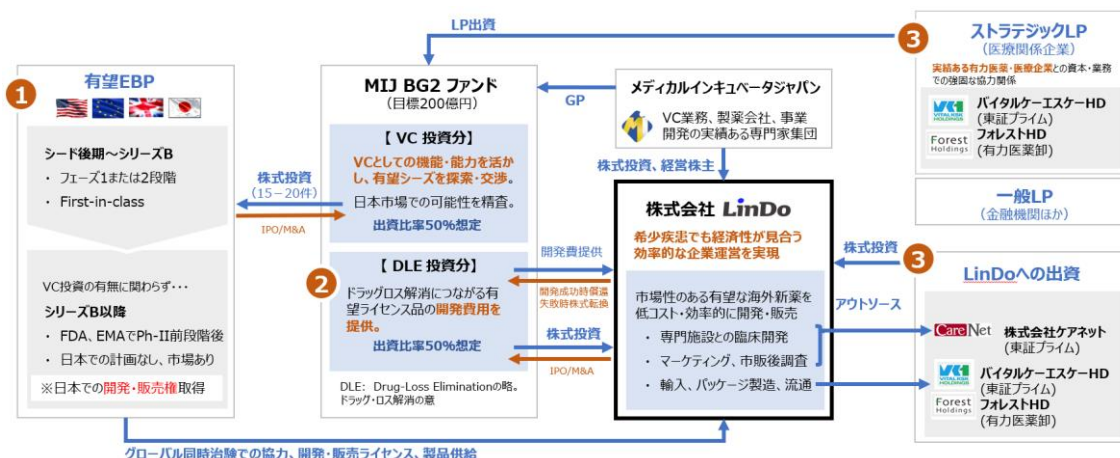 LP出資
1
有望EBP
シード後期～シリーズB
・ フェーズ1または2段階
・ First-in-class
VC投資の有無に関わらず・・・
シリーズB以降
・ FDA、EMAでPh-II前段階後
・ 日本での計画なし、市場あり
※日本での開発・販売権取得
株式投資
(15－20件)
IPO/M&A
MIJ BG2 ファンド
(目標200億円)
【 VC 投資分】
VCとしての機能・能力を活か
し、有望シーズを探索・交渉。
日本市場での可能性を精査。
出資比率50%想定
2
【 DLE 投資分】
ドラッグロス解消につながる有
望ライセンス品の開発費用を
提供。
出資比率50%想定
DLE: Drug-Loss Eliminationの略。
ドラッグ・ロス解消の意
GP
メディカルインキュベータジャパン
VC業務、製薬会社、事業
開発の実績ある専門家集団
株式投資、経営株主
開発費提供
開発成功時償還
失敗時株式転換
株式投資
IPO/M&A
株式会社 LinDo
希少疾患でも経済性が見合う
効率的な企業運営を実現
市場性のある有望な海外新薬を
低コスト・効率的に開発・販売
・ 専門施設との臨床開発
・ マーケティング、市販後調査
・ 輸入、パッケージ製造、流通
3
ストラテジックLP
(医療関係企業)
実績ある有力医薬・医療企業との資本・業務
での強固な協力関係
VITAL KSK
HOLDINGS
バイタルケーエスケーHD
(東証プライム)
Forest
Holdings
フォレストHD
(有力医薬卸)
一般LP
(金融機関ほか)
株式投資
3
LinDoへの出資
アウトソース
CareNet
株式会社ケアネット
(東証プライム)
VITAL KSK
HOLDINGS
バイタルケーエスケーHD
(東証プライム)
Forest
Holdings
フォレストHD
(有力医薬卸)
グローバル同時治験での協力、開発・販売ライセンス、製品供給